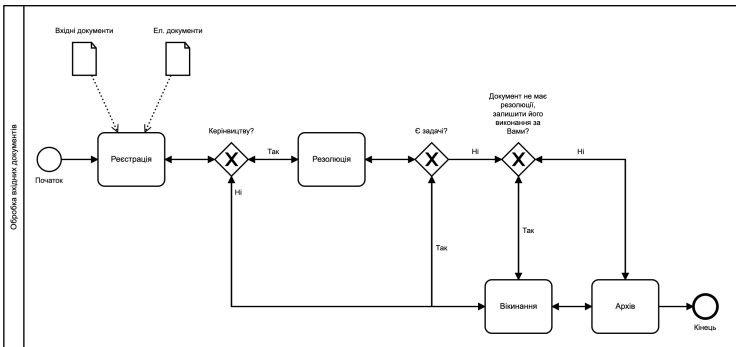 Обробка вхідних документів
Вхідні документи
Ел. документи
Початок
Реєстрація
Керінвицтву?
Так
Ні
Резолюція
Є задачі?
Ні
Так
Документ не має
резолюції,
залишити його
виконання за
Вами?
Ні
Так
Вікинання
Архів
Кінець